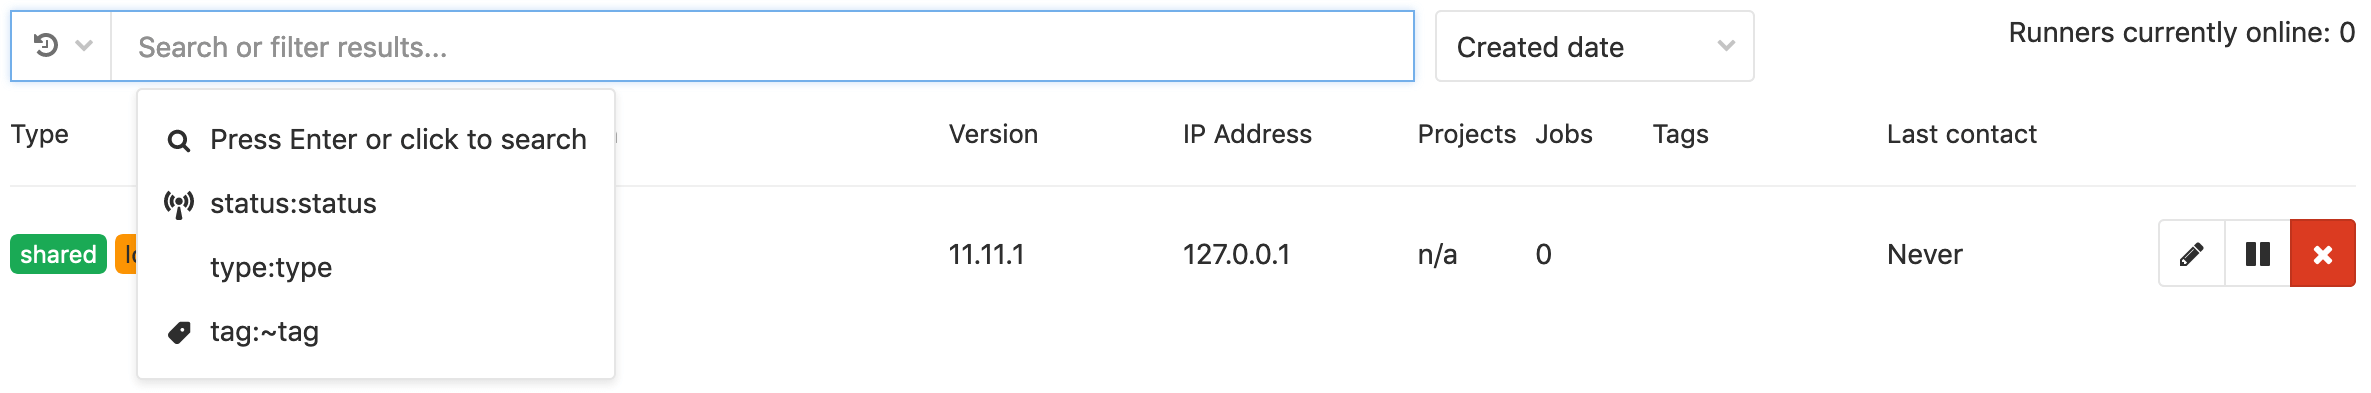 Search or filter results... Created date Runners currently online: 0
Press Enter or click to search
Type Version IP Address Projects Jobs Tags Last contact
status:status
shared 11.11.1 127.0.0.1 n/a 0 Never
type:type
tag:~tag